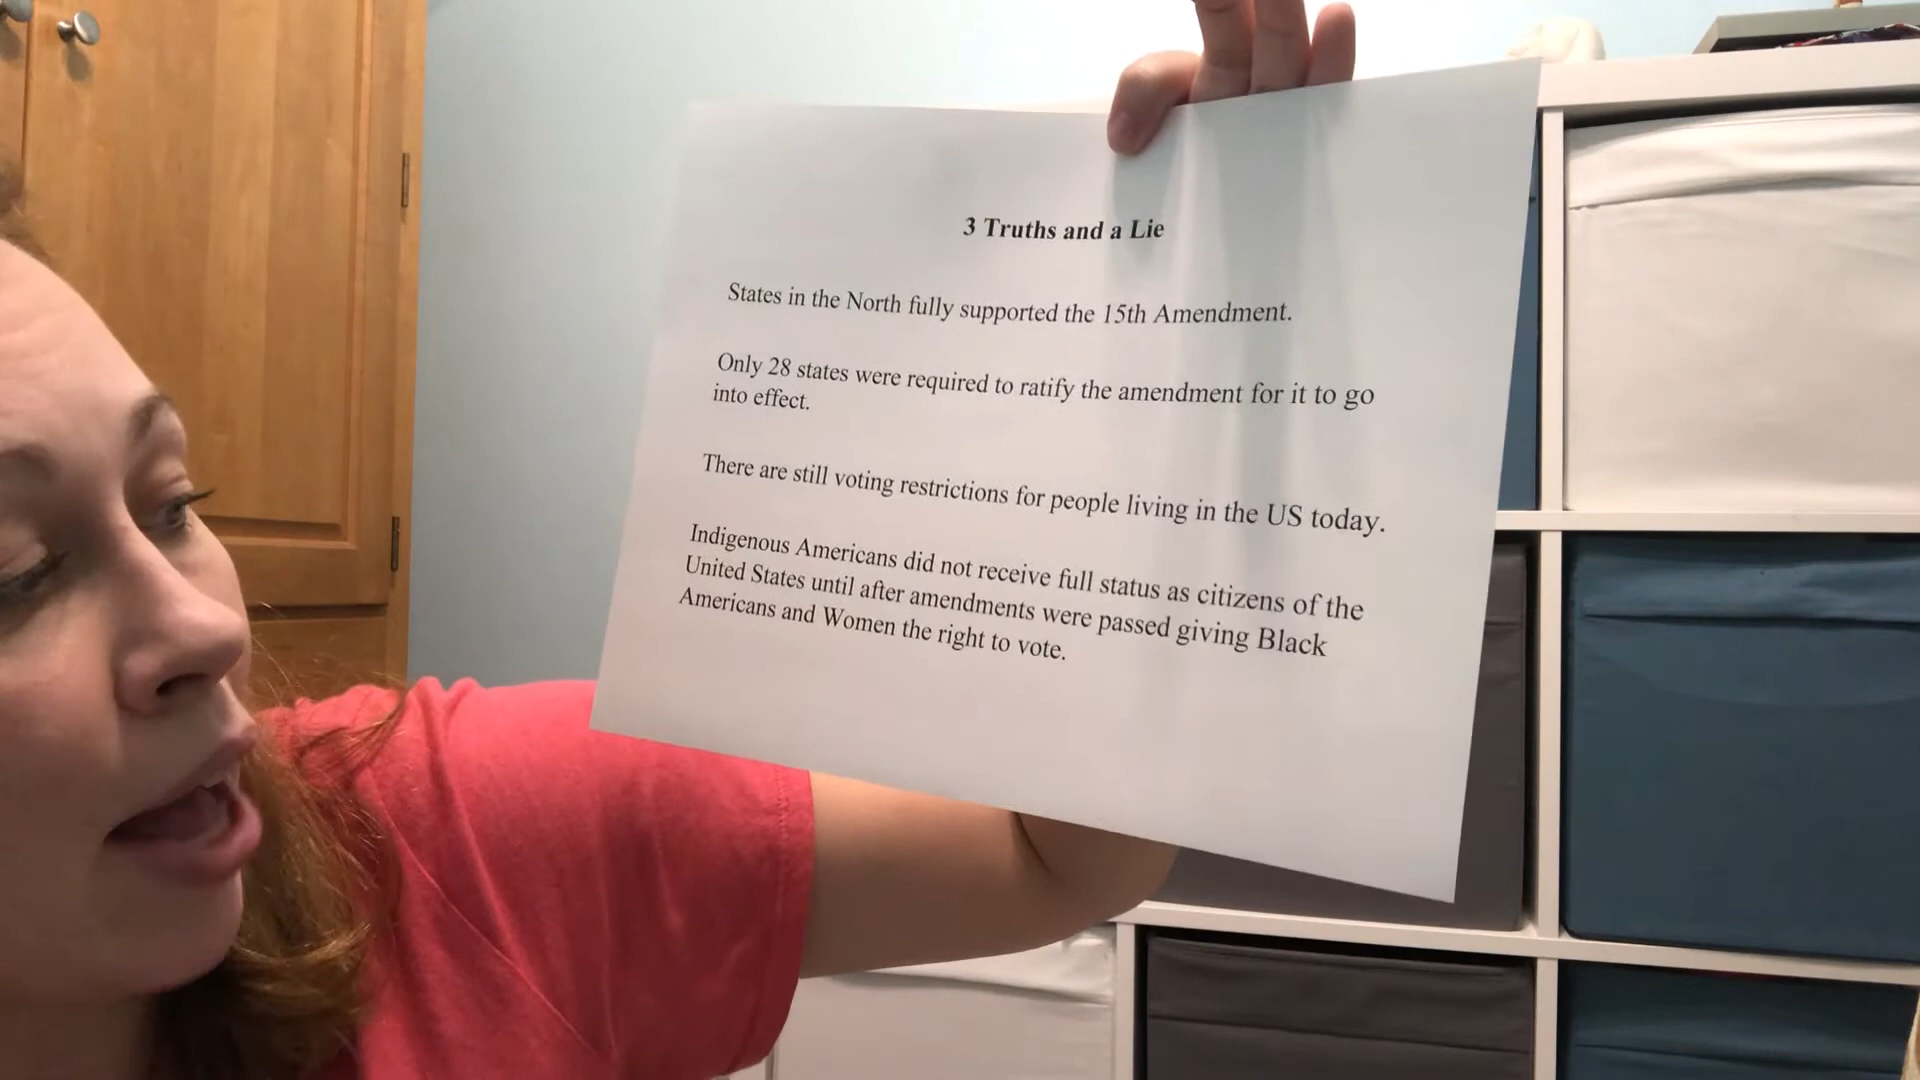 3 Truths and a Lie
States in the North fully supported the 15th Amendment.
Only 28 states were required to ratify the amendment for it to go
into effect.
There are still voting restrictions for people living in the US today.
Indigenous Americans did not receive full status as citizens of the
United States until after amendments were passed giving Black
Americans and Women the right to vote.